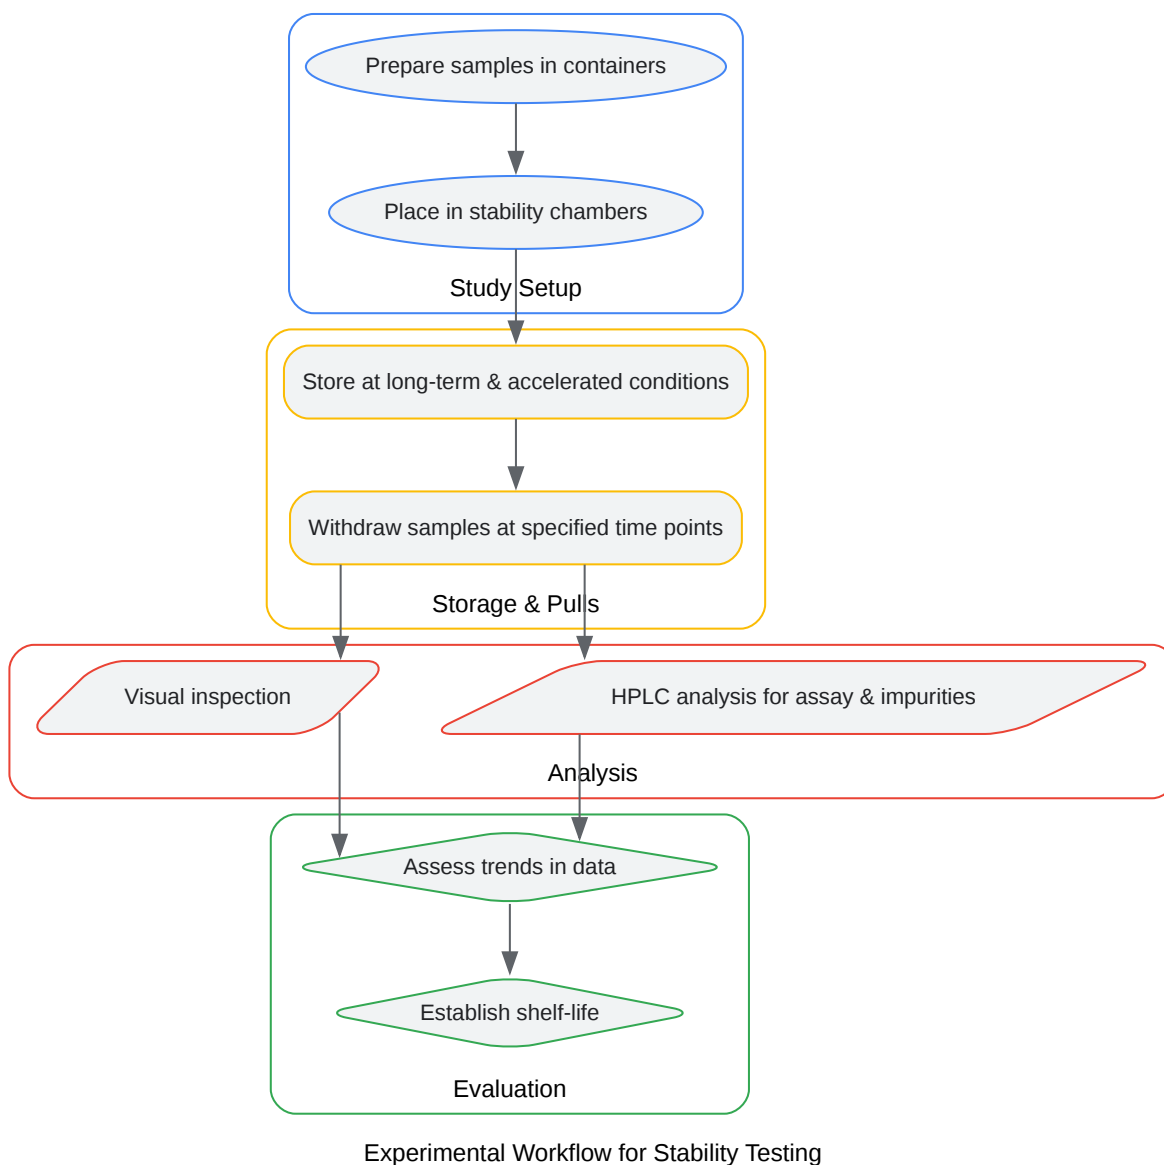 Prepare samples in containers
Place in stability chambers
Study Setup
Store at long-term & accelerated conditions
Withdraw samples at specified time points
Storage & Pulls
Visual inspection
HPLC analysis for assay & impurities
Analysis
Assess trends in data
Establish shelf-life
Evaluation
Experimental Workflow for Stability Testing